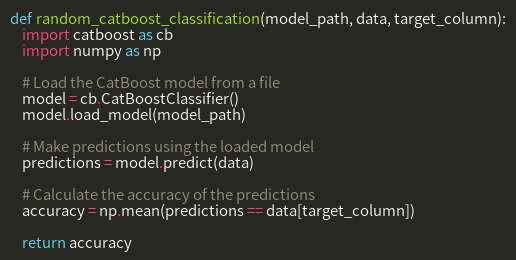 def random_catboost_classification(model_path, data, target_column):
    import catboost as cb
    import numpy as np

    # Load the CatBoost model from a file
    model = cb.CatBoostClassifier()
    model.load_model(model_path)

    # Make predictions using the loaded model
    predictions = model.predict(data)

    # Calculate the accuracy of the predictions
    accuracy = np.mean(predictions == data[target_column])

    return accuracy